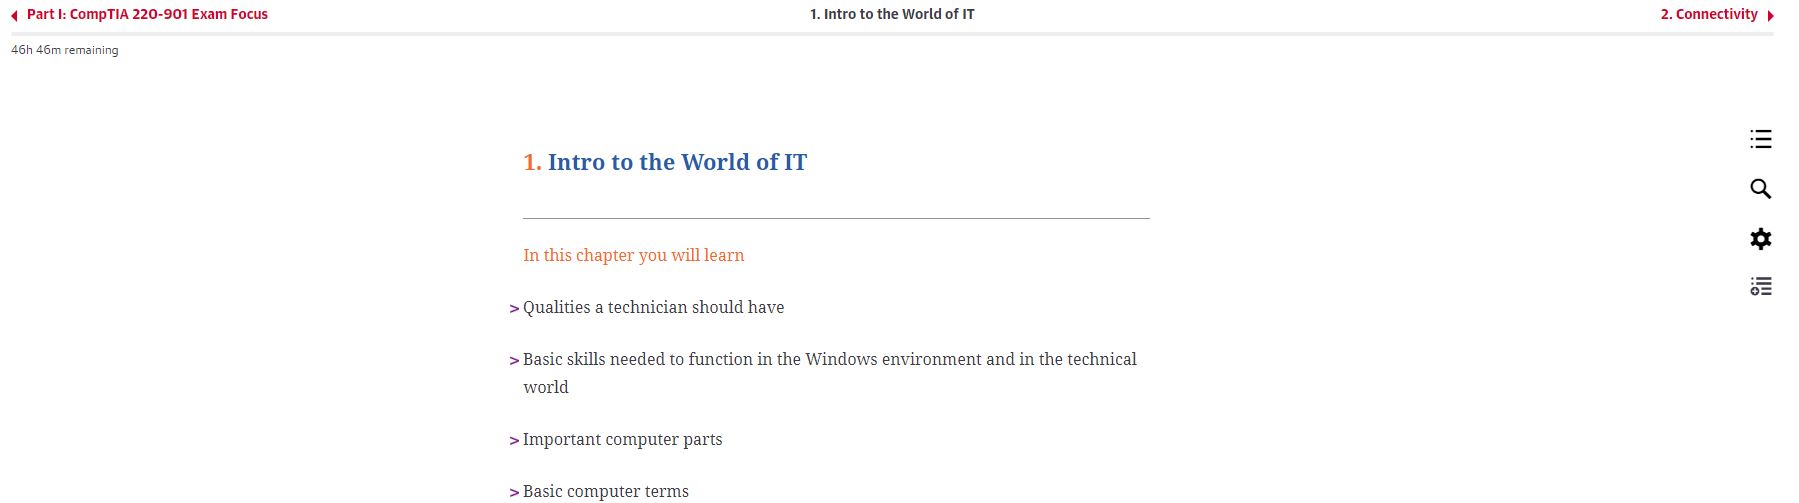 Part I: CompTIA 220-901 Exam Focus
1. Intro to the World of IT
2. Connectivity
46h 46m remaining
1. Intro to the World of IT
In this chapter you will learn
> Qualities a technician should have
> Basic skills needed to function in the Windows environment and in the technical
world
> Important computer parts
> Basic computer terms